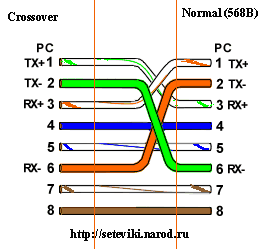 Crossover Normal (568B)
PC PC
TX+ 1 1 TX+
TX- 2 2 TX-
RX+ 3 3 RX+
4 4
5 5
RX- 6 6 RX-
7 7
8 8
http://seteviki.narod.ru